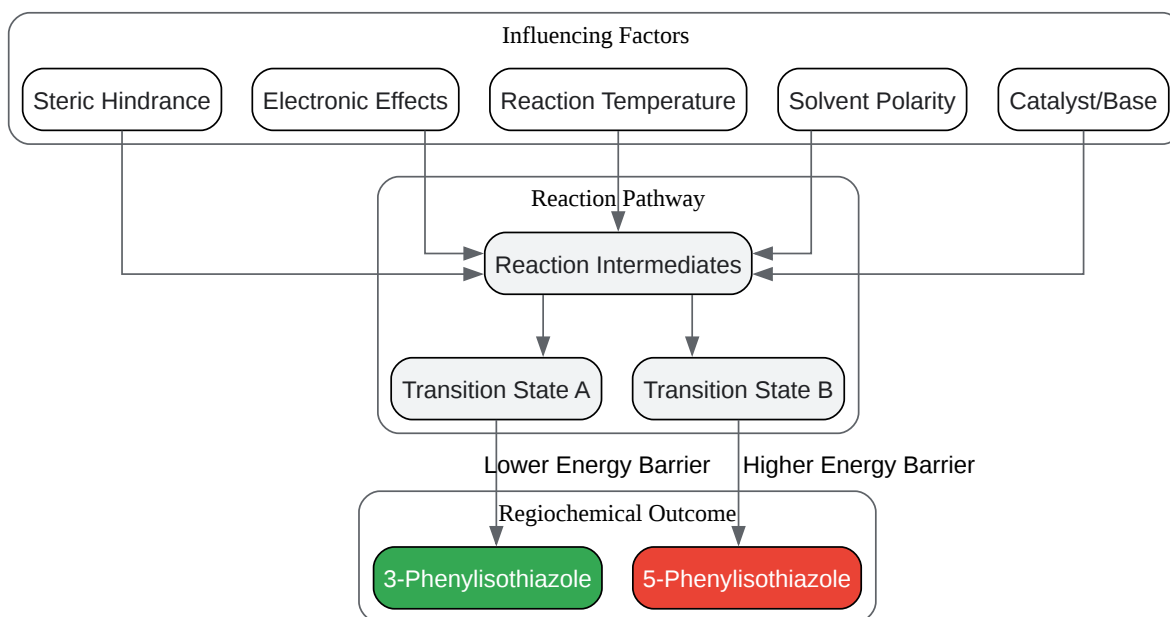 Influencing Factors
Steric Hindrance
Electronic Effects
Reaction Temperature
Solvent Polarity
Catalyst/Base
Reaction Pathway
Reaction Intermediates
Transition State A
Transition State B
Lower Energy Barrier
Higher Energy Barrier
Regiochemical Outcome
3-Phenylisothiazole
5-Phenylisothiazole